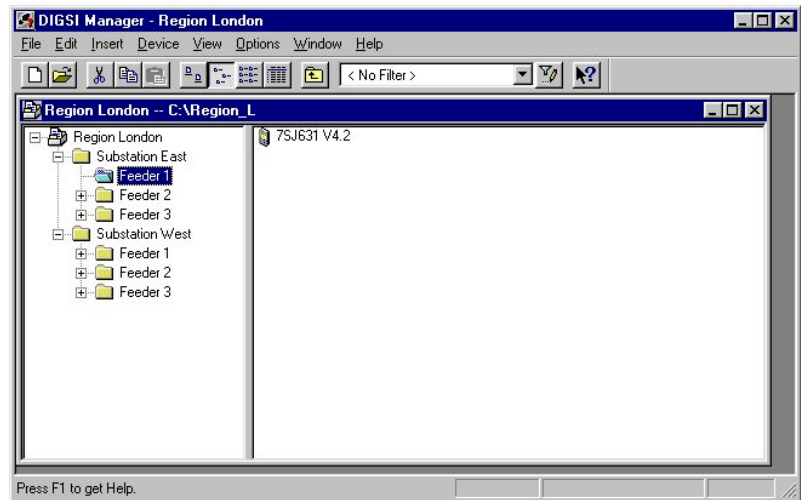 DIGSI Manager - Region London
File Edit Insert Device View Options Window Help
< No Filter >
Region London -- C:\Region_L
Region London
Substation East
Feeder 1
Feeder 2
Feeder 3
Substation West
Feeder 1
Feeder 2
Feeder 3
7SJ631 V4.2
Press F1 to get Help.